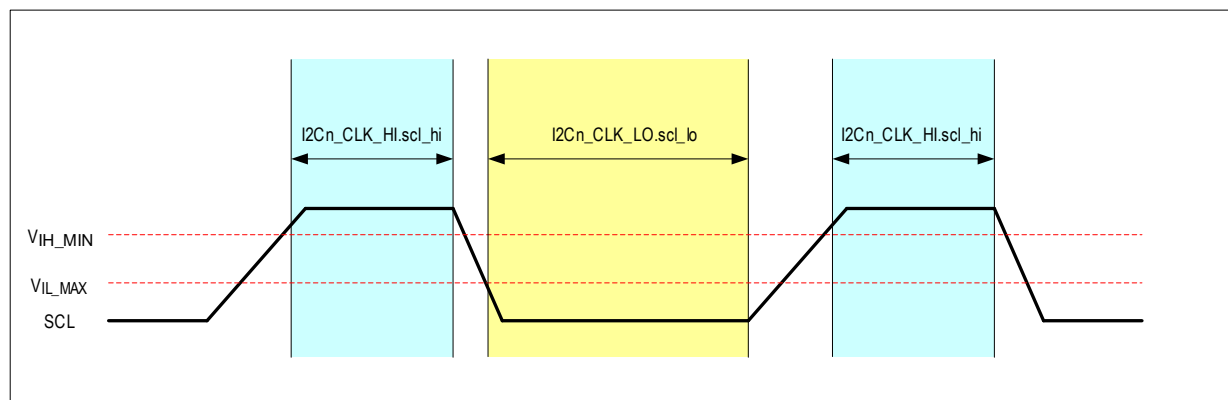 I2Cn_CLK_HI.scl_hi
I2Cn_CLK_LO.scl_lo
I2Cn_CLK_HI.scl_hi
VIH_MIN
VIL_MAX
SCL